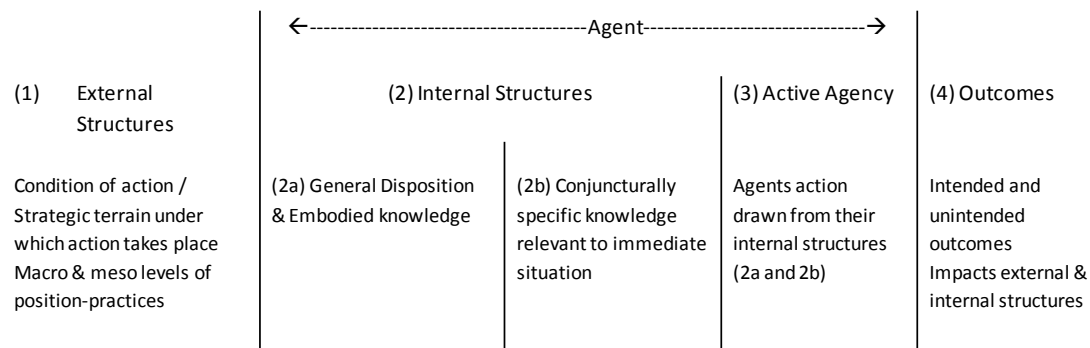 ←-------------------------------------Agent------------------------------→
(1) External
Structures
(2) Internal Structures
(3) Active Agency
(4) Outcomes
Condition of action /
Strategic terrain under
which action takes place
Macro & meso levels of
position-practices
(2a) General Disposition
& Embodied knowledge
(2b) Conjuncturally
specific knowledge
relevant to immediate
situation
Agents action
drawn from their
internal structures
(2a and 2b)
Intended and
unintended
outcomes
Impacts external &
internal structures